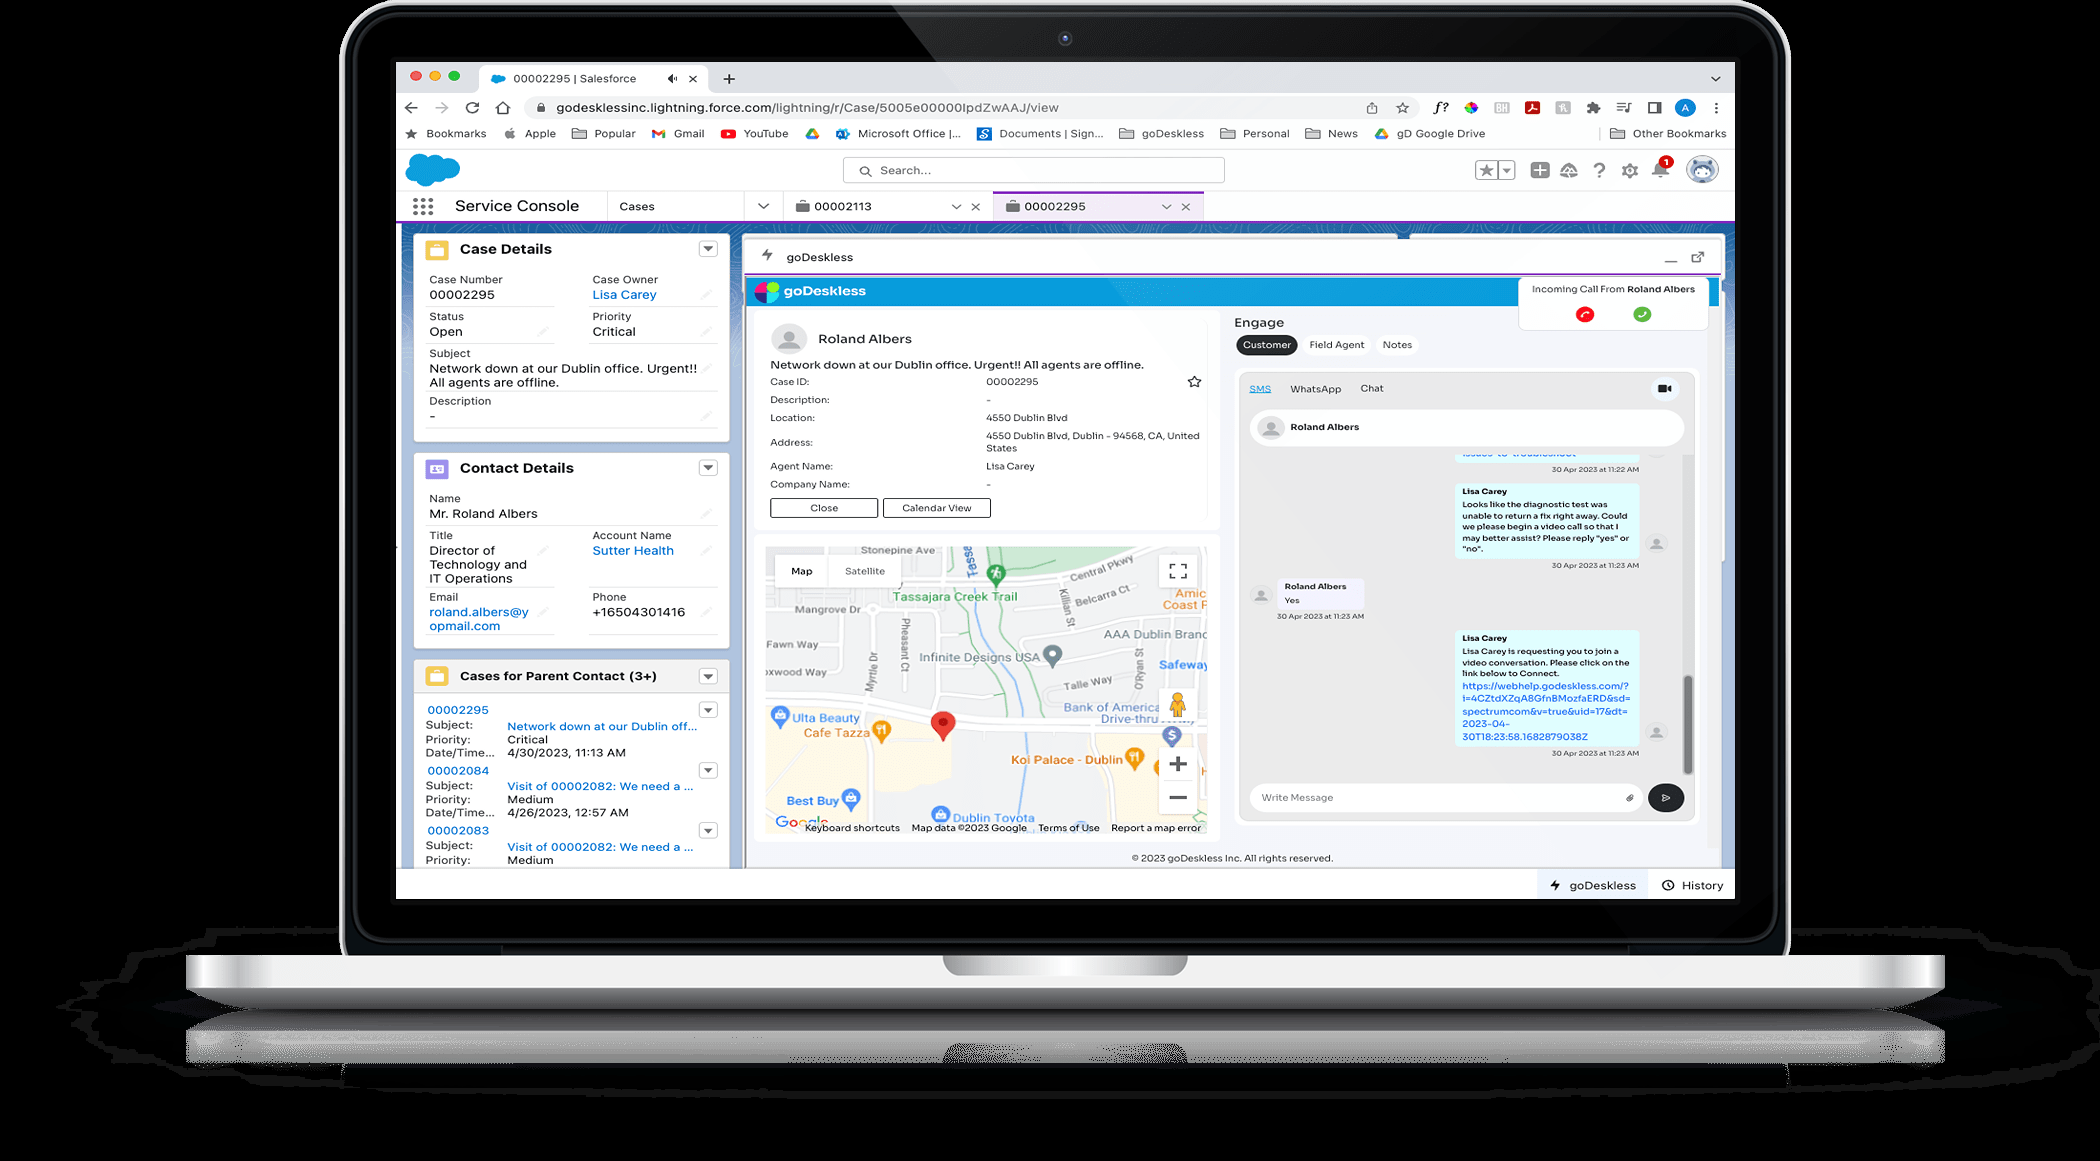 00002295 | Salesforce
godesklessinc.lightning.force.com/lightning/r/Case/5005e00000IpdZwAAJ/view
f?
BH
A
Bookmarks
Apple
Popular
Gmail
YouTube
Microsoft Office |...
Documents | Sign...
goDeskless
Personal
News
gD Google Drive
Other Bookmarks
Search...
1
Service Console
Cases
00002113
00002295
Case Details
Case Number
00002295
Case Owner
Lisa Carey
Status
Open
Priority
Critical
Subject
Network down at our Dublin office. Urgent!!
All agents are offline.
Description
-
Contact Details
Name
Mr. Roland Albers
Title
Director of
Technology and
IT Operations
Account Name
Sutter Health
Email
roland.albers@y
opmail.com
Phone
+16504301416
Cases for Parent Contact (3+)
00002295
Subject: Network down at our Dublin off...
Priority: Critical
Date/Time... 4/30/2023, 11:13 AM
00002084
Subject: Visit of 00002082: We need a ...
Priority: Medium
Date/Time... 4/26/2023, 12:57 AM
00002083
Subject: Visit of 00002082: We need a ...
Priority: Medium
goDeskless
goDeskless
Incoming Call From Roland Albers
Roland Albers
Network down at our Dublin office. Urgent!! All agents are offline.
Case ID: 00002295
Description: -
Location: 4550 Dublin Blvd
Address: 4550 Dublin Blvd, Dublin - 94568, CA, United
States
Agent Name: Lisa Carey
Company Name: -
Close
Calendar View
Map
Satellite
Stonepine Ave
Tassajara Creek Trail
Central Pkwy
Belcarra Ct
Killian St
Amic
Coast F
Mangrove Dr
Pheasant Ct
Fawn Way
AAA Dublin Branc
Infinite Designs USA
oxwood Way
Myrtle Dr
O'Ryan St
Safeway
Talle Way
Bank of America
Drive-thru
Ulta Beauty
Cafe Tazza
Koi Palace - Dublin
Best Buy
Dublin Toyota
Google
Keyboard shortcuts
Map data ©2023 Google
Terms of Use
Report a map error
Engage
Customer
Field Agent
Notes
SMS
WhatsApp
Chat
Roland Albers
30 Apr 2023 at 11:22 AM
Lisa Carey
Looks like the diagnostic test was
unable to return a fix right away. Could
we please begin a video call so that I
may better assist? Please reply "yes" or
"no".
30 Apr 2023 at 11:23 AM
Roland Albers
Yes
30 Apr 2023 at 11:23 AM
Lisa Carey
Lisa Carey is requesting you to join a
video conversation. Please click on the
link below to Connect.
https://webhelp.godeskless.com/?
i=4CZtdXZqA8GfnBMozfaERD&sd=
spectrumcom&v=true&uid=17&dt=
2023-04-
30T18:23:58.1682879038Z
30 Apr 2023 at 11:23 AM
Write Message
© 2023 goDeskless Inc. All rights reserved.
goDeskless
History